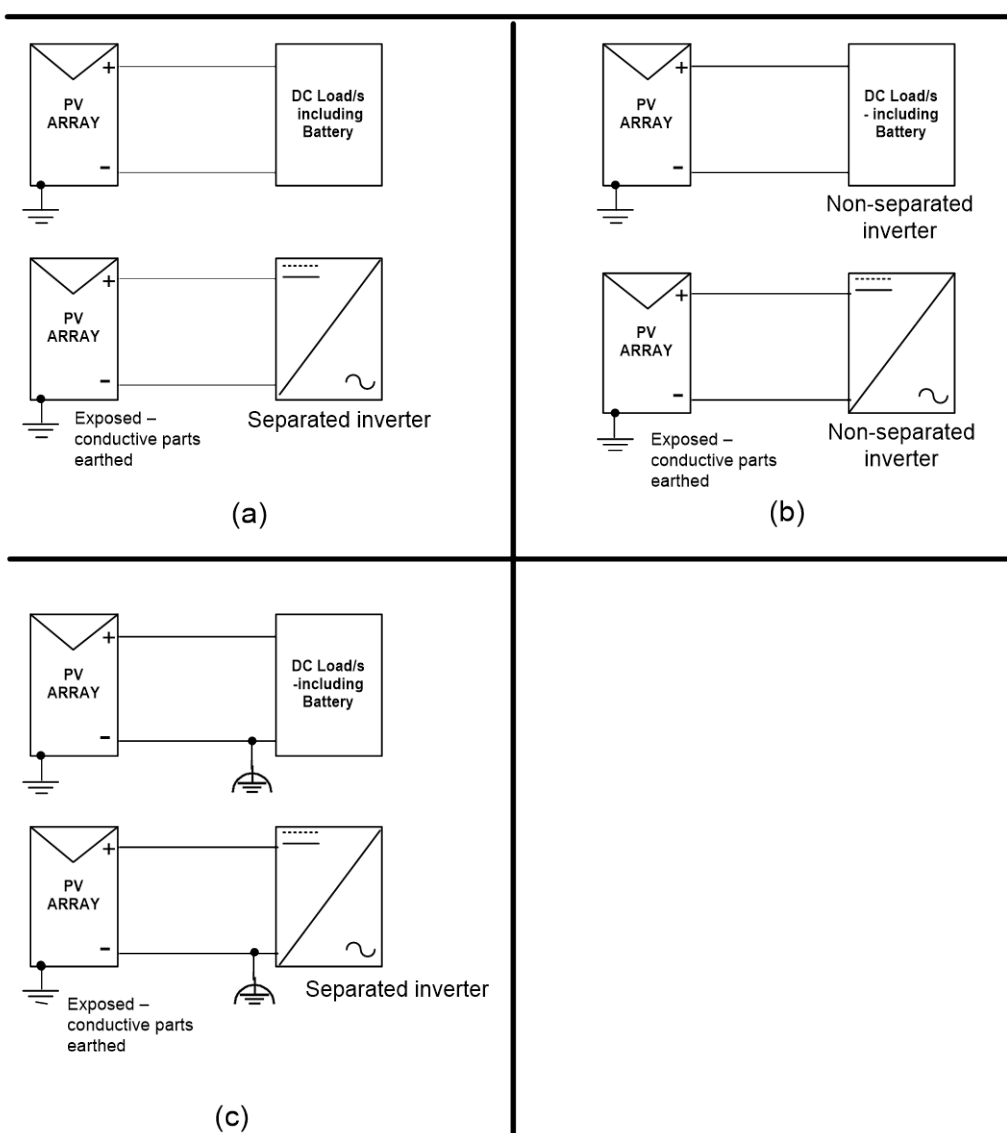 +
PV
ARRAY
-
DC Load/s
including
Battery
+
PV
ARRAY
-
Exposed –
conductive parts
earthed
Separated inverter
(a)
+
PV
ARRAY
-
DC Load/s
- including
Battery
Non-separated
inverter
+
PV
ARRAY
-
Exposed –
conductive parts
earthed
Non-separated
inverter
(b)
+
PV
ARRAY
-
DC Load/s
-including
Battery
+
PV
ARRAY
-
Exposed –
conductive parts
earthed
Separated inverter
(c)